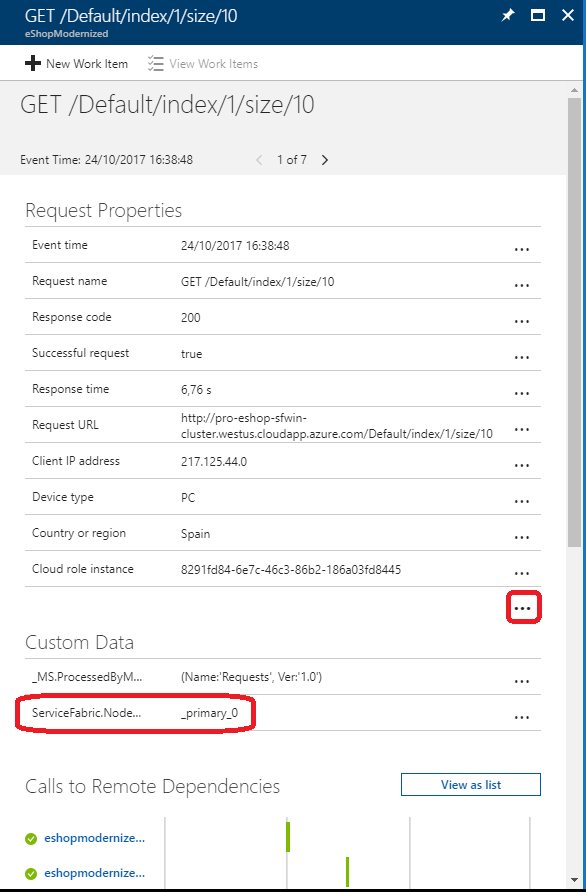 GET /Default/index/1/size/10
eShopModernized
New Work Item View Work Items
GET /Default/index/1/size/10
Event Time: 24/10/2017 16:38:48 1 of 7
Request Properties
Event time 24/10/2017 16:38:48 ...
Request name GET /Default/index/1/size/10 ...
Response code 200 ...
Successful request true ...
Response time 6,76 s ...
Request URL http://pro-eshop-sfwin-
cluster.westus.cloudapp.azure.com/Default/index/1/size/10 ...
Client IP address 217.125.44.0 ...
Device type PC ...
Country or region Spain ...
Cloud role instance 8291fd84-6e7c-46c3-86b2-186a03fd8445 ...
...
Custom Data
_MS.ProcessedByM... (Name:'Requests', Ver:'1.0') ...
ServiceFabric.Node... _primary_0 ...
Calls to Remote Dependencies View as list
eshopmodernize...
eshopmodernize...